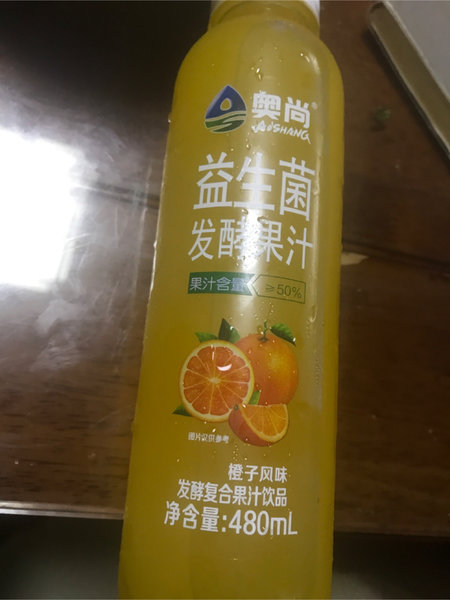 奥尚®
AOSHANG
益生菌
发酵果汁
果汁含量 ≥50%
图片仅供参考
橙子风味
发酵复合果汁饮品
净含量:480mL